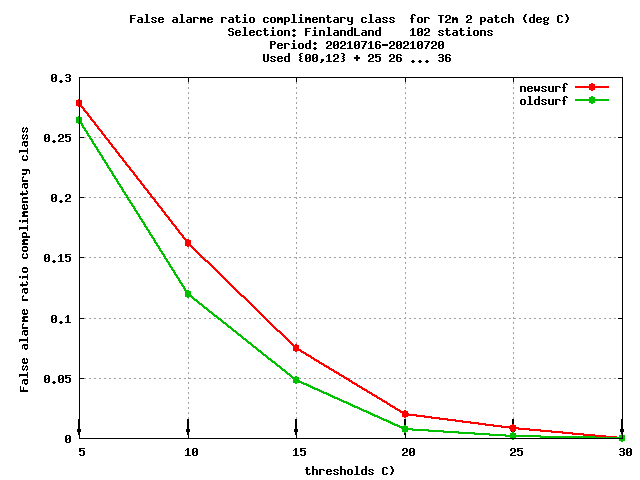 False alarme ratio complimentary class  for T2m 2 patch (deg C)
Selection: FinlandLand    102 stations
Period: 20210716-20210720
Used {00,12} + 25 26 ... 36
newsurf
oldsurf
0.3
0.25
0.2
0.15
0.1
0.05
0
False alarme ratio complimentary class
5 10 15 20 25 30
thresholds C)